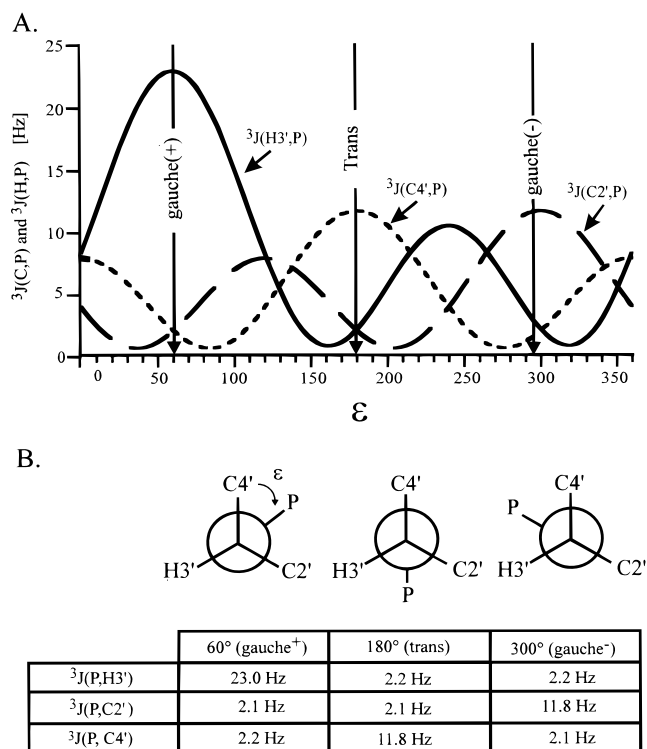 A.
25
20
15
10
5
0
³J(C,P) and ³J(H,P) [Hz]
gauche(+)
Trans
gauche(-)
³J(H3',P)
³J(C4',P)
³J(C2',P)
0 50 100 150 200 250 300 350
ε
B.
C4' ε P H3' C2'
C4' H3' C2' P
C4' P H3' C2'
60° (gauche⁺) 180° (trans) 300° (gauche⁻)
³J(P,H3') 23.0 Hz 2.2 Hz 2.2 Hz
³J(P,C2') 2.1 Hz 2.1 Hz 11.8 Hz
³J(P, C4') 2.2 Hz 11.8 Hz 2.1 Hz